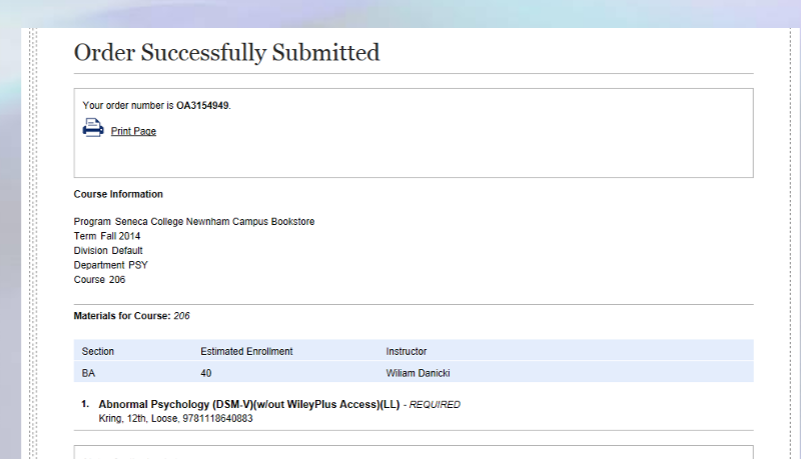 Order Successfully Submitted
Your order number is OA3154949.
Print Page
Course Information
Program Seneca College Newnham Campus Bookstore
Term Fall 2014
Division Default
Department PSY
Course 206
Materials for Course: 206
Section Estimated Enrollment Instructor
BA 40 Wiliam Danicki
1. Abnormal Psychology (DSM-V)(w/out WileyPlus Access)(LL) - REQUIRED
Kring, 12th, Loose, 9781118640883